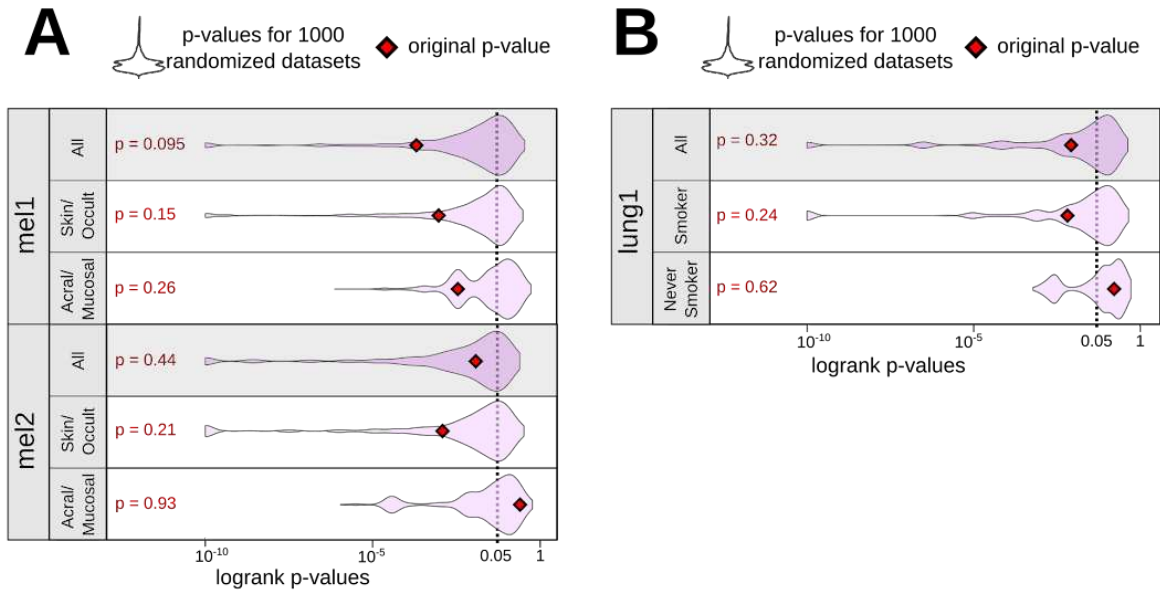 A
p-values for 1000
randomized datasets
original p-value
mel1
All
p = 0.095
Skin/
Occult
p = 0.15
Acral/
Mucosal
p = 0.26
mel2
All
p = 0.44
Skin/
Occult
p = 0.21
Acral/
Mucosal
p = 0.93
10⁻¹⁰ 10⁻⁵ 0.05 1
logrank p-values
B
p-values for 1000
randomized datasets
original p-value
lung1
All
p = 0.32
Smoker
p = 0.24
Never
Smoker
p = 0.62
10⁻¹⁰ 10⁻⁵ 0.05 1
logrank p-values